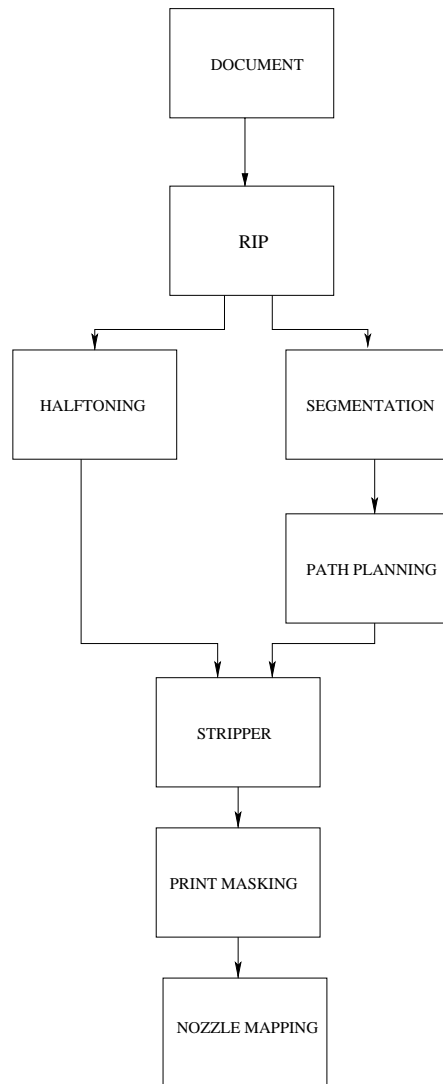 DOCUMENT
RIP
HALFTONING
SEGMENTATION
PATH PLANNING
STRIPPER
PRINT MASKING
NOZZLE MAPPING